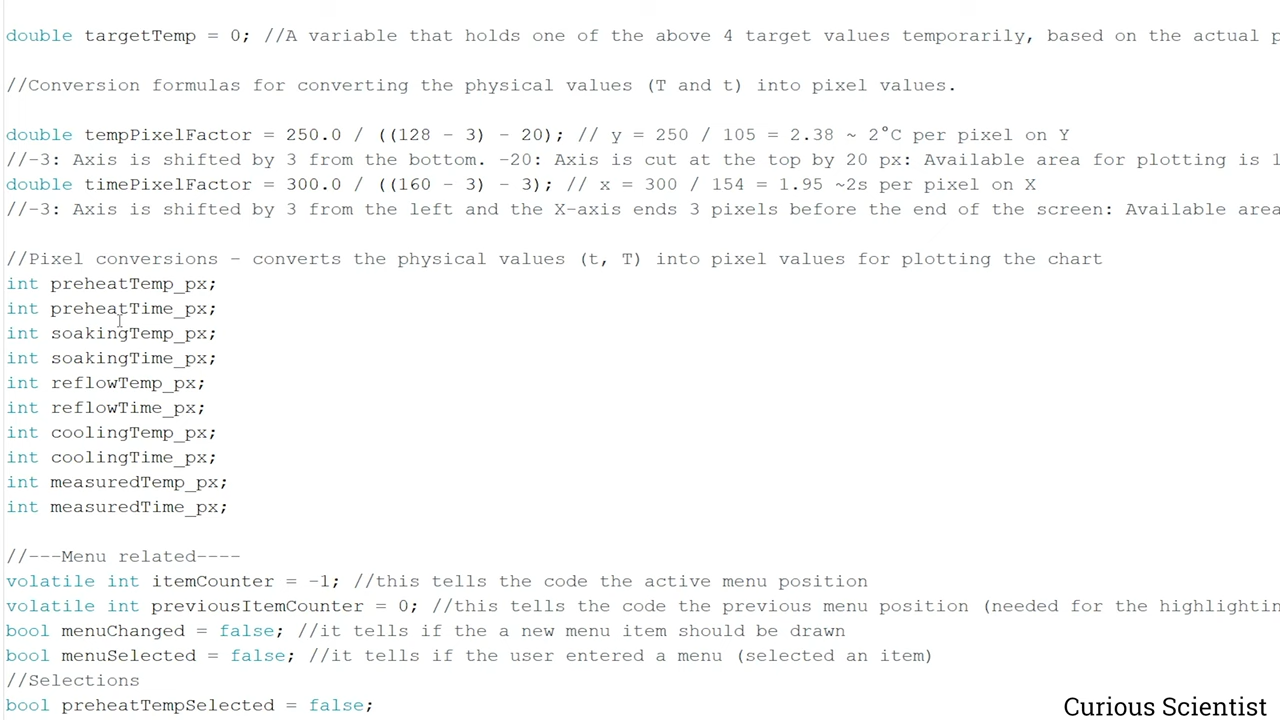 double targetTemp = 0; //A variable that holds one of the above 4 target values temporarily, based on the actual
//Conversion formulas for converting the physical values (T and t) into pixel values.
double tempPixelFactor = 250.0 / ((128 - 3) - 20); // y = 250 / 105 = 2.38 ~ 2°C per pixel on Y
//-3: Axis is shifted by 3 from the bottom. -20: Axis is cut at the top by 20 px: Available area for plotting is
double timePixelFactor = 300.0 / ((160 - 3) - 3); // x = 300 / 154 = 1.95 ~2s per pixel on X
//-3: Axis is shifted by 3 from the left and the X-axis ends 3 pixels before the end of the screen: Available area
//Pixel conversions - converts the physical values (t, T) into pixel values for plotting the chart
int preheatTemp_px;
int preheatTime_px;
int soakingTemp_px;
int soakingTime_px;
int reflowTemp_px;
int reflowTime_px;
int coolingTemp_px;
int coolingTime_px;
int measuredTemp_px;
int measuredTime_px;
//---Menu related----
volatile int itemCounter = -1; //this tells the code the active menu position
volatile int previousItemCounter = 0; //this tells the code the previous menu position (needed for the highlightin
bool menuChanged = false; //it tells if the a new menu item should be drawn
bool menuSelected = false; //it tells if the user entered a menu (selected an item)
//Selections
bool preheatTempSelected = false;
Curious Scientist